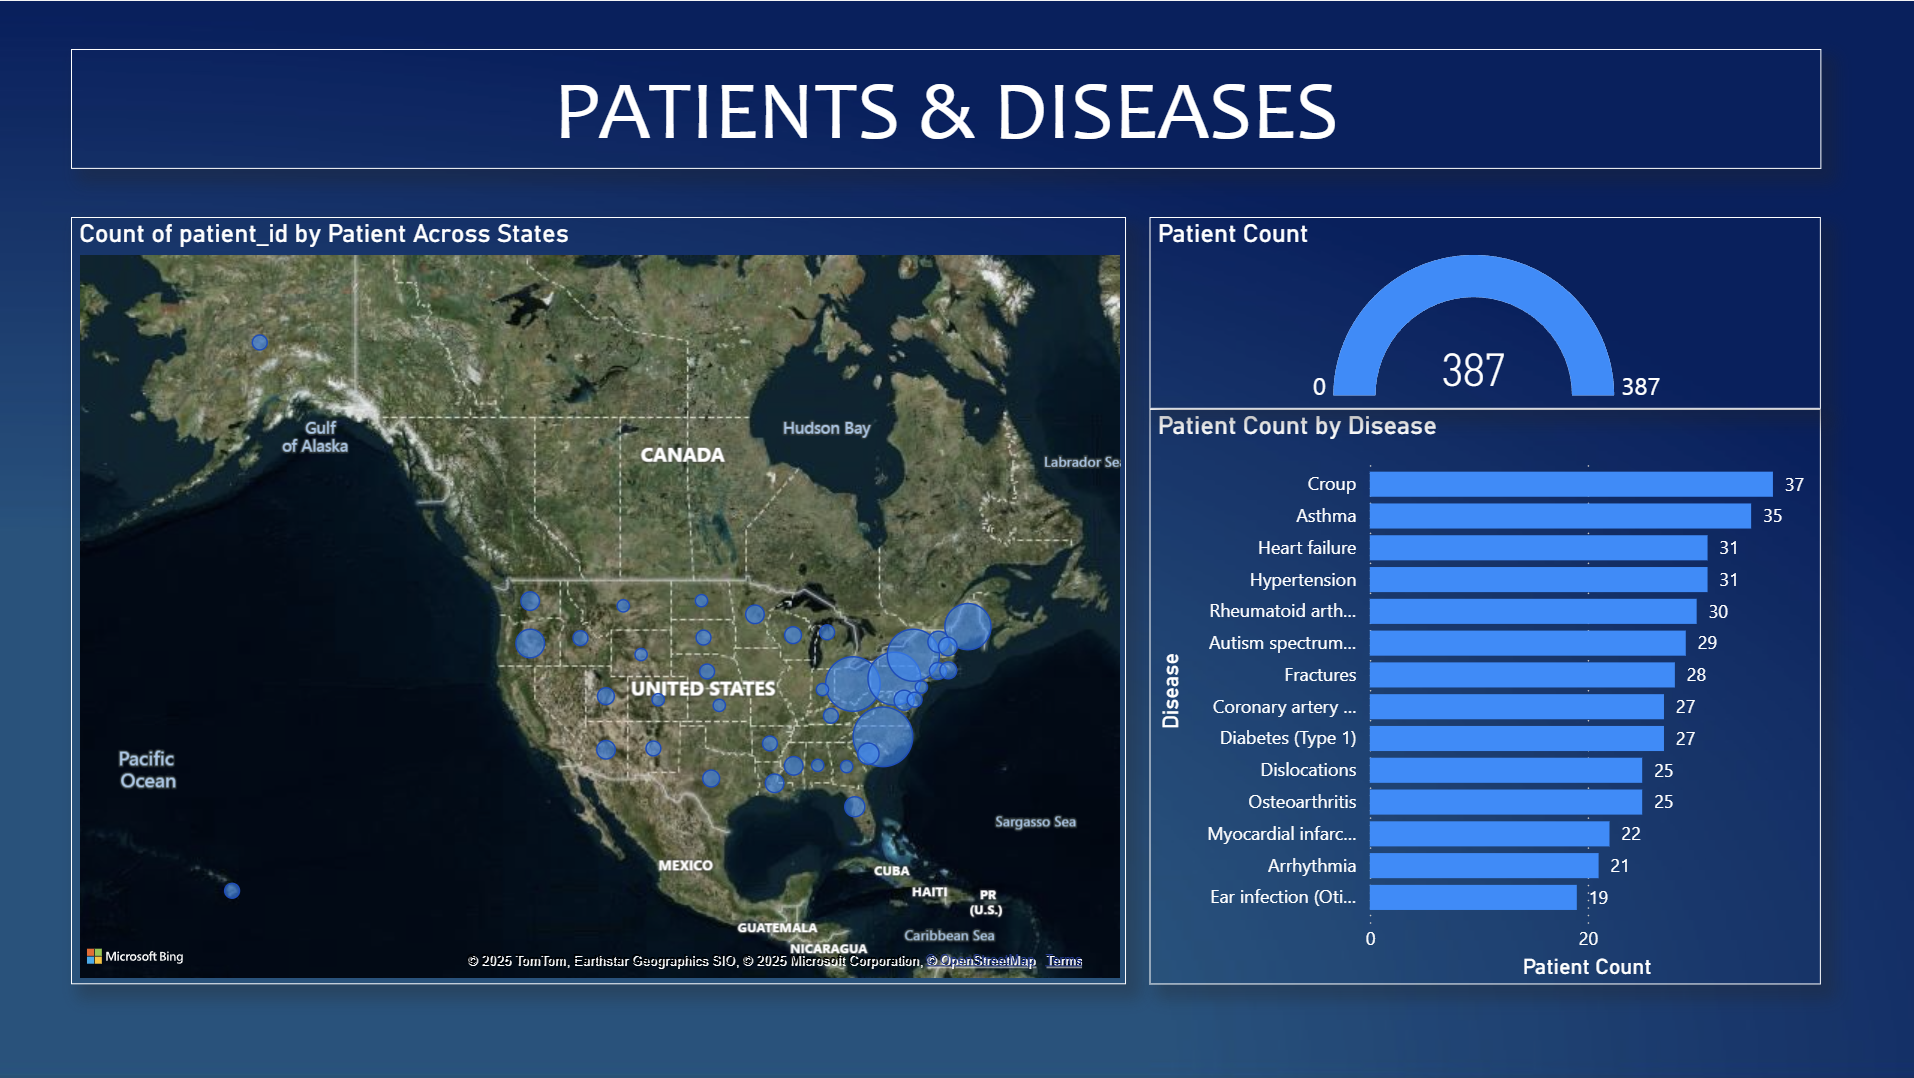 PATIENTS & DISEASES
Count of patient_id by Patient Across States
Gulf
of Alaska
CANADA
Hudson Bay
Labrador Se
UNITED STATES
Pacific
Ocean
Sargasso Sea
MEXICO
CUBA
HAITI
PR
(U.S.)
GUATEMALA
Caribbean Sea
NICARAGUA
Microsoft Bing
© 2025 TomTom, Earthstar Geographics SIO, © 2025 Microsoft Corporation, © OpenStreetMap Terms
Patient Count
387
0
387
Patient Count by Disease
Disease
Croup 37
Asthma 35
Heart failure 31
Hypertension 31
Rheumatoid arth... 30
Autism spectrum... 29
Fractures 28
Coronary artery ... 27
Diabetes (Type 1) 27
Dislocations 25
Osteoarthritis 25
Myocardial infarc... 22
Arrhythmia 21
Ear infection (Oti... 19
0 20
Patient Count